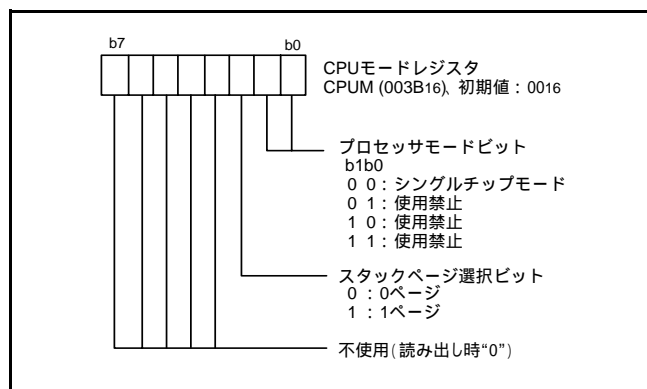 b7 b0
CPUモードレジスタ
CPUM (003B16)、初期値：0016
プロセッサモードビット
b1b0
0 0：シングルチップモード
0 1：使用禁止
1 0：使用禁止
1 1：使用禁止
スタックページ選択ビット
0 ：0ページ
1 ：1ページ
不使用(読み出し時“0”)